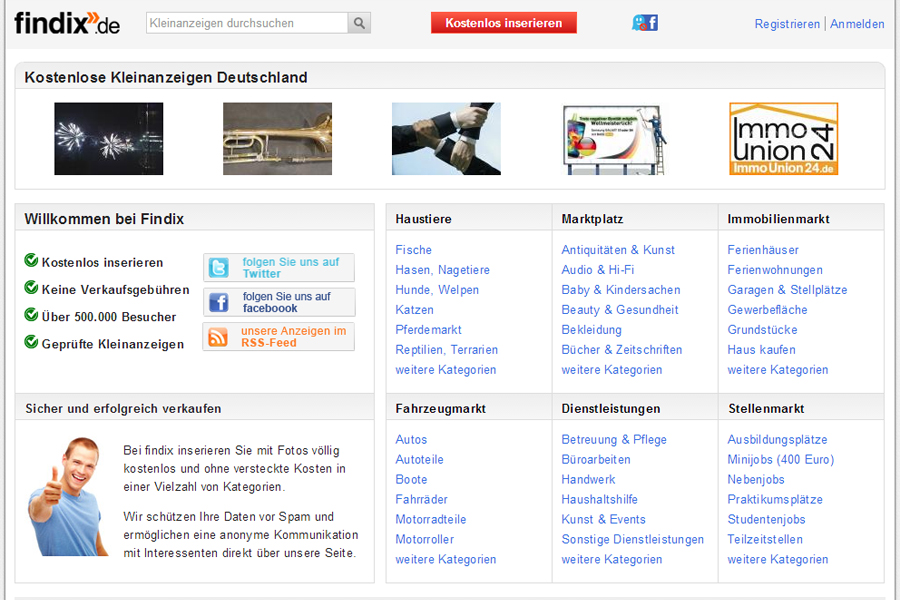 findix.de
Kleinanzeigen durchsuchen
Kostenlos inserieren
Registrieren | Anmelden
Kostenlose Kleinanzeigen Deutschland
Weltmeisterlich!
Immo
Union 24
ImmoUnion24.de
Willkommen bei Findix
Kostenlos inserieren
Keine Verkaufsgebühren
Über 500.000 Besucher
Geprüfte Kleinanzeigen
folgen Sie uns auf
Twitter
folgen Sie uns auf
faceboook
unsere Anzeigen im
RSS-Feed
Sicher und erfolgreich verkaufen
Bei findix inserieren Sie mit Fotos völlig
kostenlos und ohne versteckte Kosten in
einer Vielzahl von Kategorien.
Wir schützen Ihre Daten vor Spam und
ermöglichen eine anonyme Kommunikation
mit Interessenten direkt über unsere Seite.
Haustiere
Fische
Hasen, Nagetiere
Hunde, Welpen
Katzen
Pferdemarkt
Reptilien, Terrarien
weitere Kategorien
Marktplatz
Antiquitäten & Kunst
Audio & Hi-Fi
Baby & Kindersachen
Beauty & Gesundheit
Bekleidung
Bücher & Zeitschriften
weitere Kategorien
Immobilienmarkt
Ferienhäuser
Ferienwohnungen
Garagen & Stellplätze
Gewerbefläche
Grundstücke
Haus kaufen
weitere Kategorien
Fahrzeugmarkt
Autos
Autoteile
Boote
Fahrräder
Motorradteile
Motorroller
weitere Kategorien
Dienstleistungen
Betreuung & Pflege
Büroarbeiten
Handwerk
Haushaltshilfe
Kunst & Events
Sonstige Dienstleistungen
weitere Kategorien
Stellenmarkt
Ausbildungsplätze
Minijobs (400 Euro)
Nebenjobs
Praktikumsplätze
Studentenjobs
Teilzeitstellen
weitere Kategorien